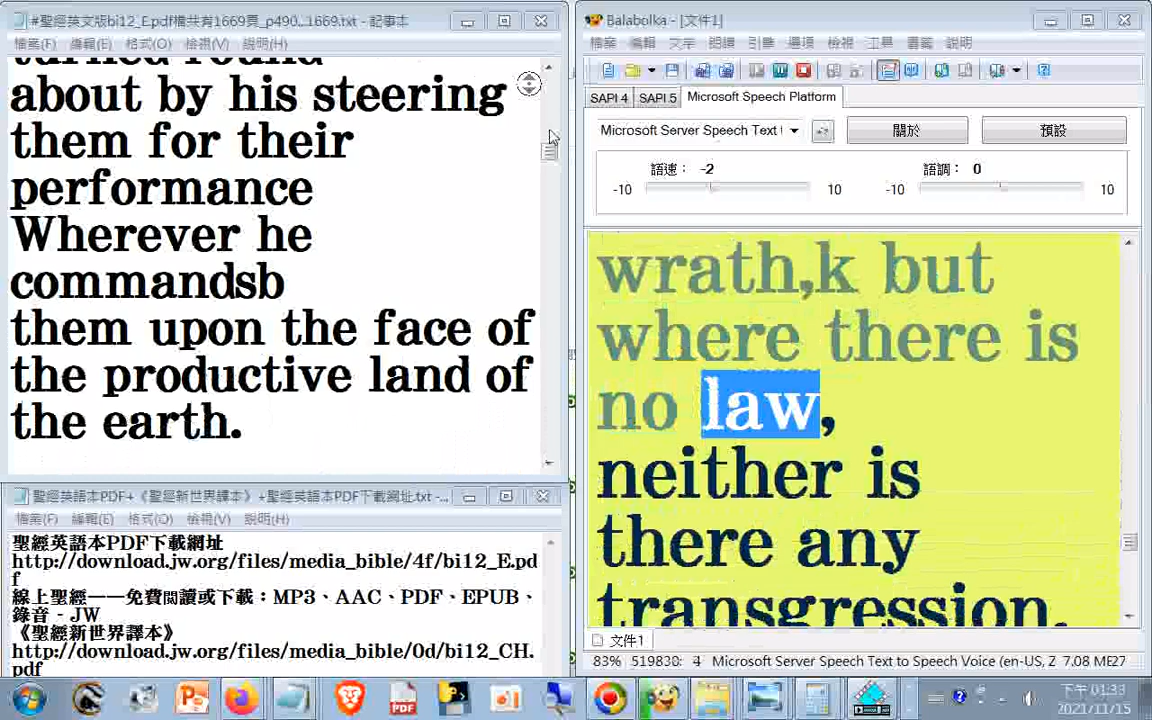 #聖經英文版bi12_E.pdf檔共有1669頁_p490...1669.txt - 記事本
檔案(F) 編輯(E) 格式(O) 檢視(V) 說明(H)
turned round
about by his steering
them for their
performance
Wherever he
commandsb
them upon the face of
the productive land of
the earth.
聖經英語本PDF+《聖經新世界譯本》+聖經英語本PDF下載網址.txt - ...
檔案(F) 編輯(E) 格式(O) 檢視(V) 說明(H)
聖經英語本PDF下載網址
http://download.jw.org/files/media_bible/4f/bi12_E.pd
f
線上聖經——免費閱讀或下載：MP3、AAC、PDF、EPUB、
錄音 - JW
《聖經新世界譯本》
http://download.jw.org/files/media_bible/0d/bi12_CH.
pdf
Balabolka - [文件1]
檔案 編輯 文字 朗讀 引擎 選項 檢視 工具 書籤 說明
SAPI 4 SAPI 5 Microsoft Speech Platform
Microsoft Server Speech Text 關於 預設
語速： -2 語調： 0
-10 10 -10 10
wrath,k but
where there is
no law,
neither is
there any
transgression.
文件1
83% 519838: 4 Microsoft Server Speech Text to Speech Voice (en-US, Z 7.08 ME27
下午 01:33
2021/11/15